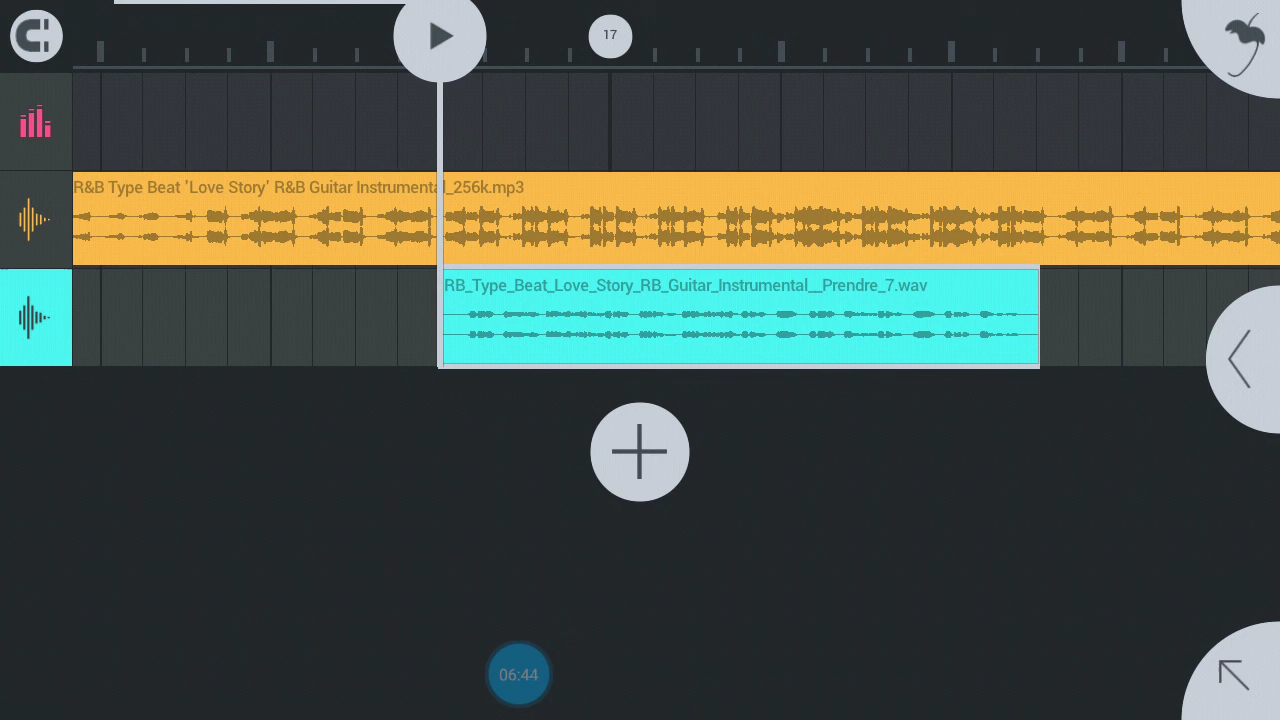 17
R&B Type Beat 'Love Story' R&B Guitar Instrumental_256k.mp3
RB_Type_Beat_Love_Story_RB_Guitar_Instrumental__Prendre_7.wav
06:44